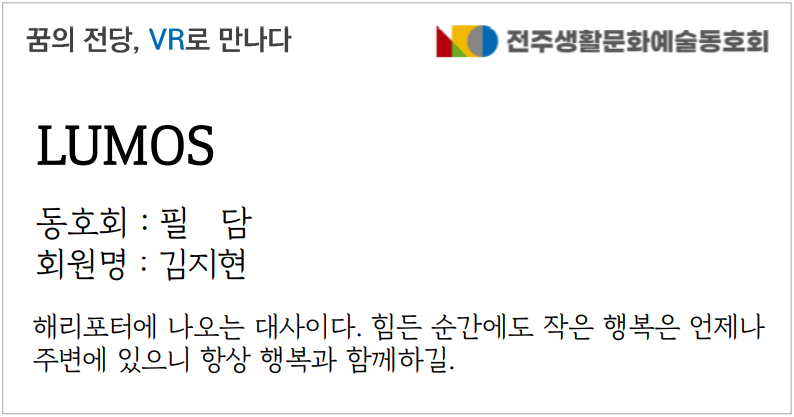 꿈의 전당, VR로 만나다
전주생활문화예술동호회
LUMOS
동호회 : 필 담
회원명 : 김지현
해리포터에 나오는 대사이다. 힘든 순간에도 작은 행복은 언제나
주변에 있으니 항상 행복과 함께하길.